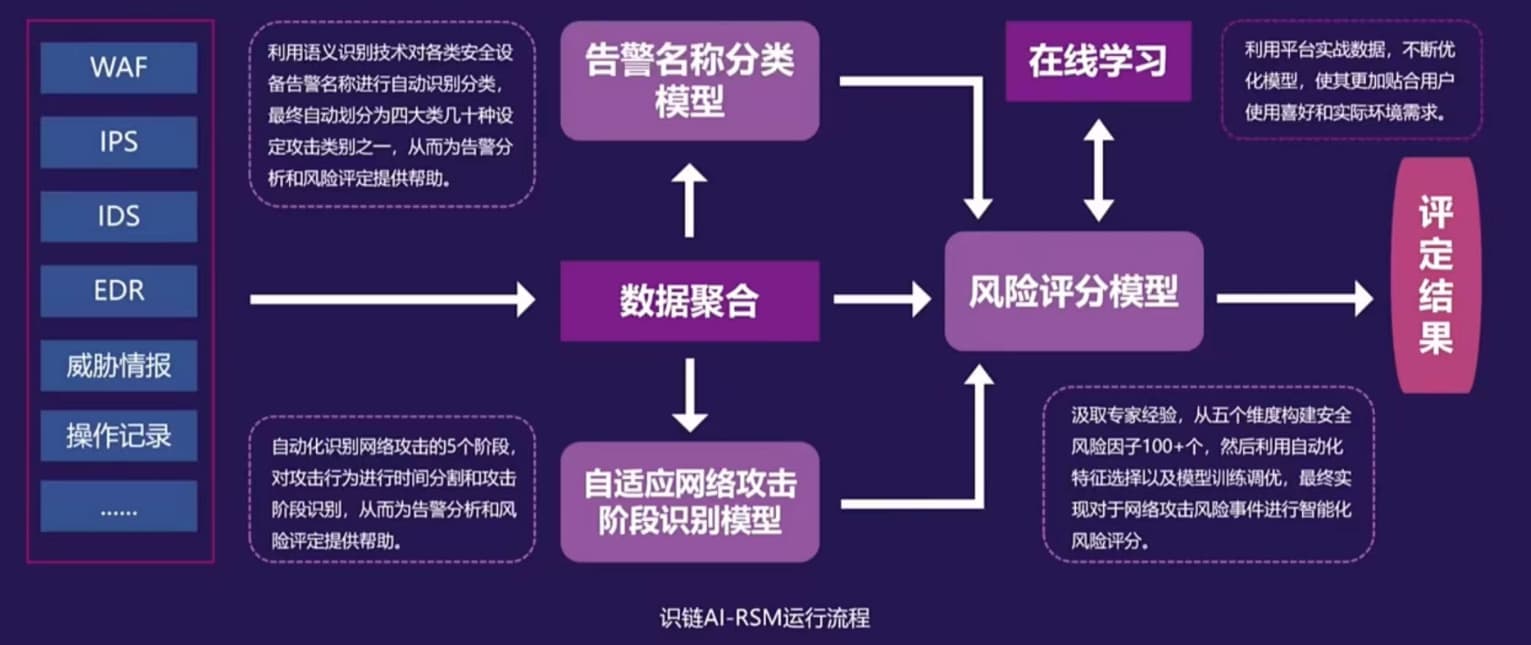 WAF
IPS
IDS
EDR
威胁情报
操作记录
......
利用语义识别技术对各类安全设
备告警名称进行自动识别分类，
最终自动划分为四大类几十种设
定攻击类别之一，从而为告警分
析和风险评定提供帮助。
自动化识别网络攻击的5个阶段，
对攻击行为进行时间分割和攻击
阶段识别，从而为告警分析和风
险评定提供帮助。
告警名称分类
模型
数据聚合
自适应网络攻击
阶段识别模型
在线学习
利用平台实战数据，不断优
化模型，使其更加贴合用户
使用喜好和实际环境需求。
风险评分模型
汲取专家经验，从五个维度构建安全
风险因子100+个，然后利用自动化
特征选择以及模型训练调优，最终实
现对于网络攻击风险事件进行智能化
风险评分。
评
定
结
果
识链AI-RSM运行流程